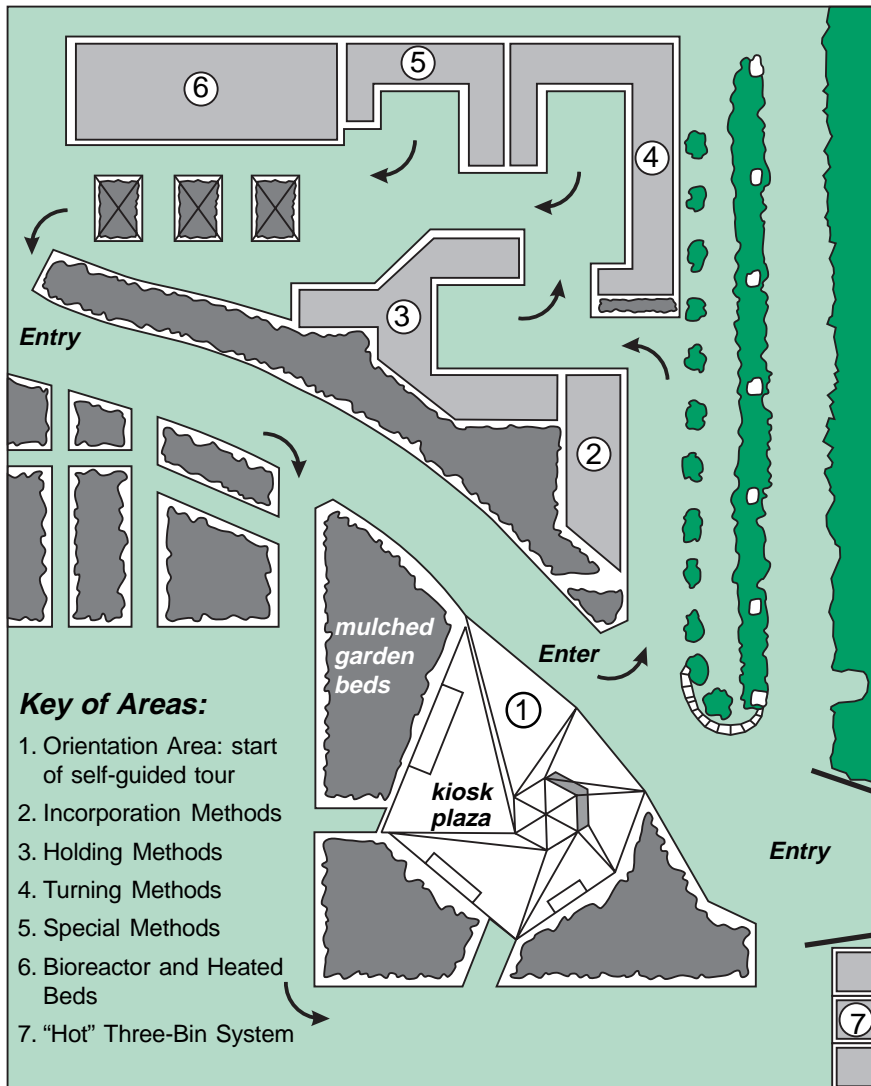 6
5
4
Entry
3
2
mulched
garden
beds
Enter
1
kiosk
plaza
Entry
Key of Areas:
1. Orientation Area: start
of self-guided tour
2. Incorporation Methods
3. Holding Methods
4. Turning Methods
5. Special Methods
6. Bioreactor and Heated
Beds
7. “Hot” Three-Bin System
7